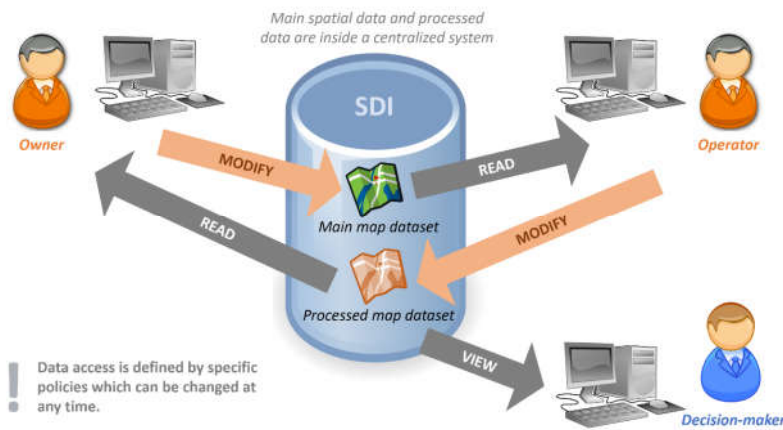 Main spatial data and processed
data are inside a centralized system
SDI
Owner
Operator
MODIFY
READ
Main map dataset
READ
MODIFY
Processed map dataset
VIEW
! Data access is defined by specific
policies which can be changed at
any time.
Decision-maker